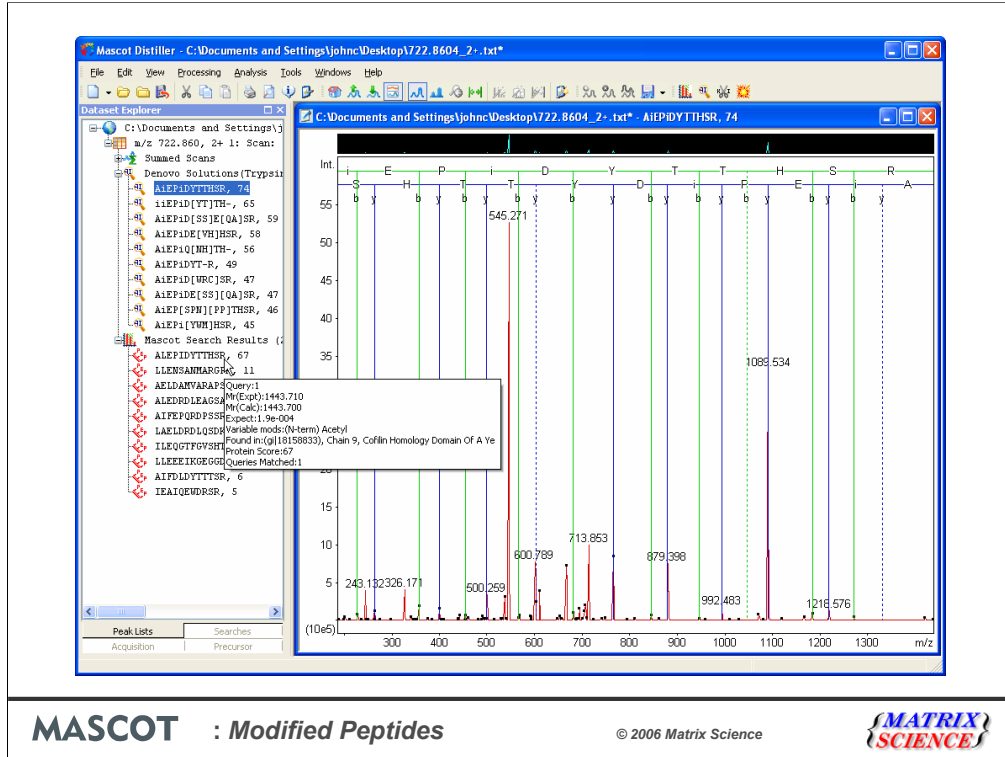 Mascot Distiller - C:\Documents and Settings\johnc\Desktop\722.8604_2+.txt*
File Edit View Processing Analysis Tools Windows Help
Dataset Explorer
C:\Documents and Settings\j
m/z 722.860, 2+ 1: Scan:
Summed Scans
Denovo Solutions(Trypsin
AiEPiDYTTHSR, 74
iiEPiD[YT]TH-, 65
AiEPiD[SS]E[QA]SR, 59
AiEPiDE[VH]HSR, 58
AiEPiQ[NH]TH-, 56
AiEPiDYT-R, 49
AiEPiD[WRC]SR, 47
AiEPiDE[SS][QA]SR, 47
AiEP[SPN][PP]THSR, 46
AiEPi[YWM]HSR, 45
Mascot Search Results (2
ALEPIDYTTHSR, 67
LLENSANMARGR, 11
AELDAMVARAPS
ALEDRDLEAGSA
AIFEPQRDPSSR
LAELDRDLQSDK
ILEQGTFGVSHT
LLEEEIKGEGGD
AIFDLDYTTTSR, 6
IEAIQEWDRSR, 5
Query:1
Mr(Expt):1443.710
Mr(Calc):1443.700
Expect:1.9e-004
Variable mods:(N-term) Acetyl
Found in:(gi|18158833), Chain 9, Cofilin Homology Domain Of A Ye
Protein Score:67
Queries Matched:1
Peak Lists Searches
Acquisition Precursor
C:\Documents and Settings\johnc\Desktop\722.8604_2+.txt* - AiEPiDYTTHSR, 74
Int.
i E P i D Y T T H S R
S H T T Y D i P E i A
b y b y b y b y b y b y b y b y b y b y
55
50
45
40
35
20
15
10
5
(10e5)
545.271
1089.534
600.789
713.853
879.398
243.132
326.171
500.259
992.483
1218.576
300 400 500 600 700 800 900 1000 1100 1200 1300 m/z
MASCOT : Modified Peptides © 2006 Matrix Science {MATRIX}
{SCIENCE}